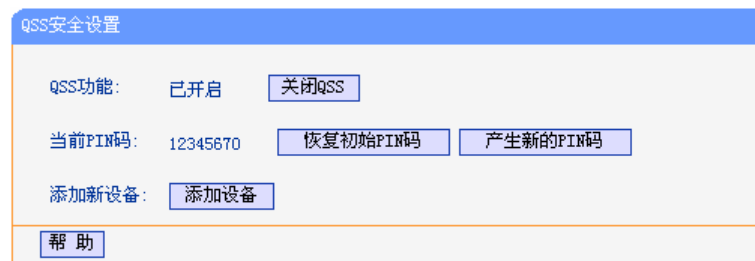 QSS安全设置
QSS功能: 已开启 关闭QSS
当前PIN码: 12345670 恢复初始PIN码 产生新的PIN码
添加新设备: 添加设备
帮 助